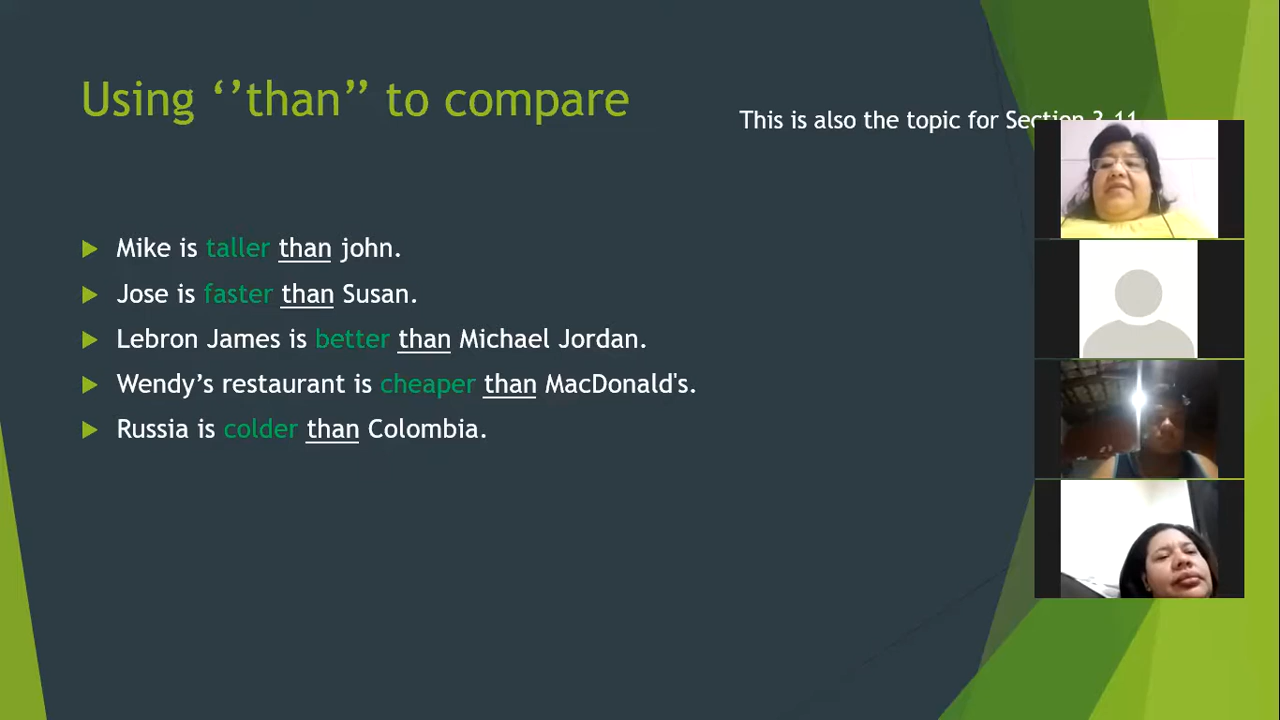 Using ‘’than’’ to compare
This is also the topic for Section 3.11
Mike is taller than john.
Jose is faster than Susan.
Lebron James is better than Michael Jordan.
Wendy’s restaurant is cheaper than MacDonald's.
Russia is colder than Colombia.